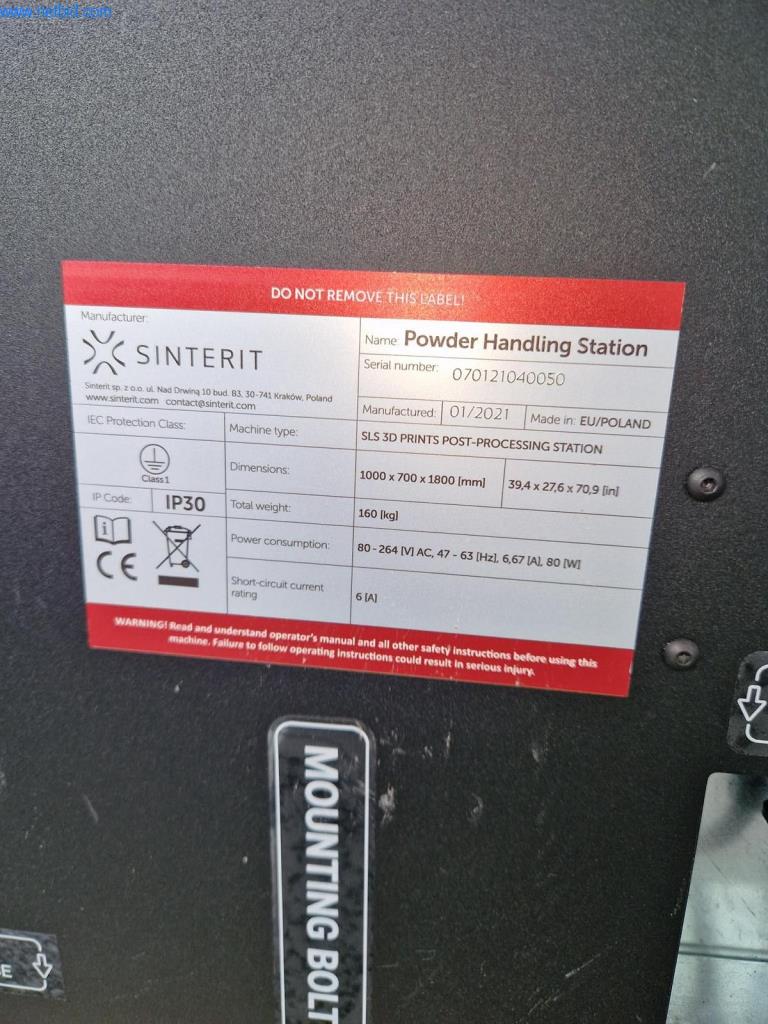 www.netbid.com
DO NOT REMOVE THIS LABEL!
Manufacturer:
SINTERIT
Sinterit sp. z o.o. ul. Nad Drwiną 10 bud. B3, 30-741 Kraków, Poland
www.sinterit.com contact@sinterit.com
Name: Powder Handling Station
Serial number: 070121040050
Manufactured: 01/2021 Made in: EU/POLAND
IEC Protection Class:
Class 1
IP Code: IP30
CE
Machine type: SLS 3D PRINTS POST-PROCESSING STATION
Dimensions: 1000 x 700 x 1800 [mm] 39,4 x 27,6 x 70,9 [in]
Total weight: 160 [kg]
Power consumption: 80 - 264 [V] AC, 47 - 63 [Hz], 6,67 [A], 80 [W]
Short-circuit current
rating 6 [A]
WARNING! Read and understand operator's manual and all other safety instructions before using this
machine. Failure to follow operating instructions could result in serious injury.
MOUNTING BOLT